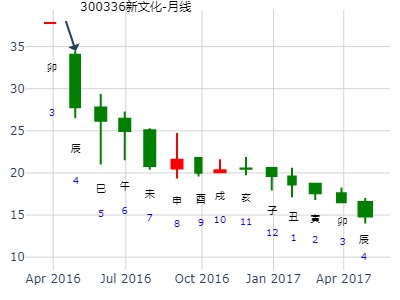 300336新文化-月线
35
30
25
20
15
10
卯
3
辰
4
巳
5
午
6
未
7
申
8
酉
9
戌
10
亥
11
子
12
丑
1
寅
2
卯
3
辰
4
Apr 2016
Jul 2016
Oct 2016
Jan 2017
Apr 2017